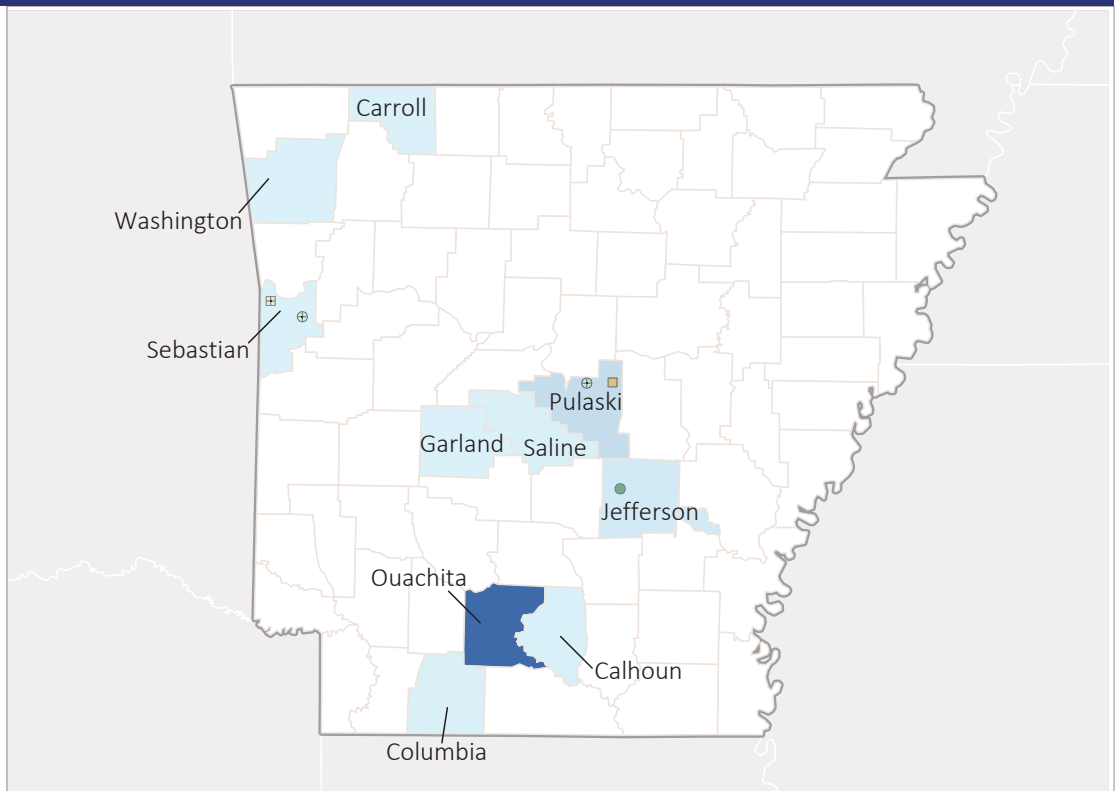 Carroll
Washington
Sebastian
Pulaski
Garland
Saline
Jefferson
Ouachita
Calhoun
Columbia